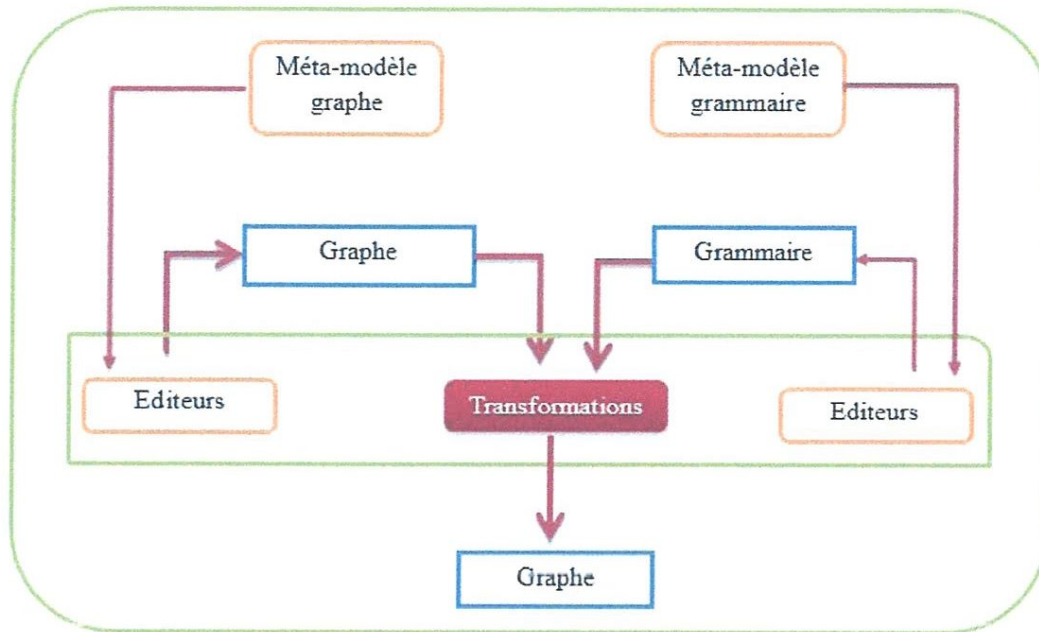 Méta-modèle
graphe
Méta-modèle
grammaire
Graphe
Grammaire
Editeurs
Transformations
Editeurs
Graphe